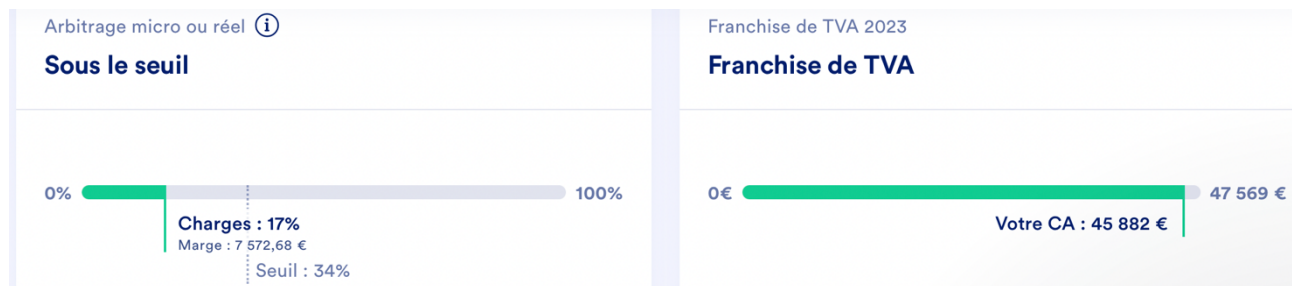 Arbitrage micro ou réel
Sous le seuil
0%
100%
Charges : 17%
Marge : 7 572,68 €
Seuil : 34%
Franchise de TVA 2023
Franchise de TVA
0€
47 569 €
Votre CA : 45 882 €